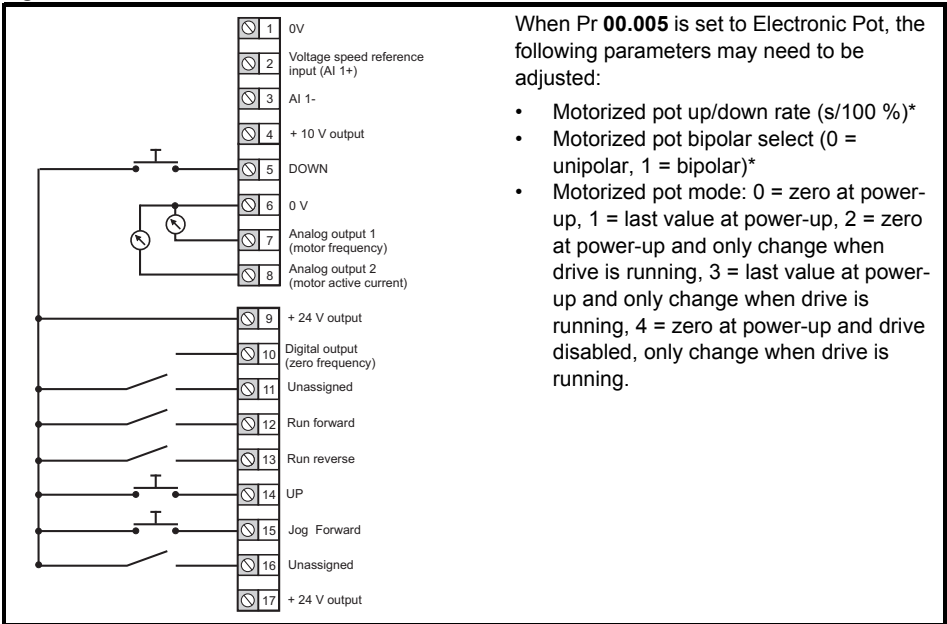 1 0V
2 Voltage speed reference
input (AI 1+)
3 AI 1-
4 + 10 V output
5 DOWN
6 0 V
7 Analog output 1
(motor frequency)
8 Analog output 2
(motor active current)
9 + 24 V output
10 Digital output
(zero frequency)
11 Unassigned
12 Run forward
13 Run reverse
14 UP
15 Jog Forward
16 Unassigned
17 + 24 V output
When Pr 00.005 is set to Electronic Pot, the
following parameters may need to be
adjusted:
• Motorized pot up/down rate (s/100 %)*
• Motorized pot bipolar select (0 =
unipolar, 1 = bipolar)*
• Motorized pot mode: 0 = zero at power-
up, 1 = last value at power-up, 2 = zero
at power-up and only change when
drive is running, 3 = last value at power-
up and only change when drive is
running, 4 = zero at power-up and drive
disabled, only change when drive is
running.